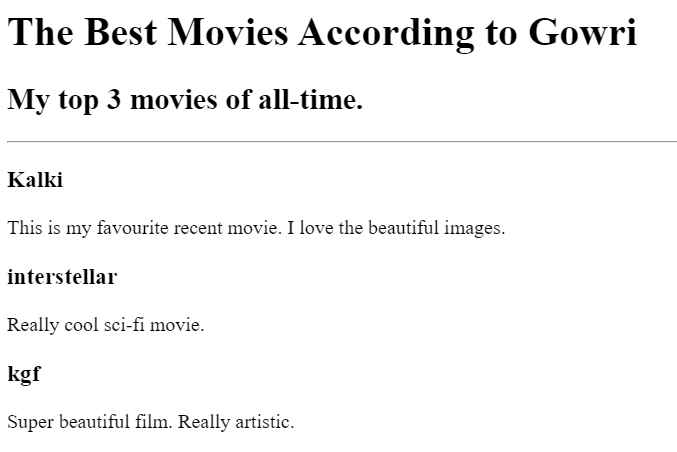 The Best Movies According to Gowri
My top 3 movies of all-time.
Kalki
This is my favourite recent movie. I love the beautiful images.
interstellar
Really cool sci-fi movie.
kgf
Super beautiful film. Really artistic.